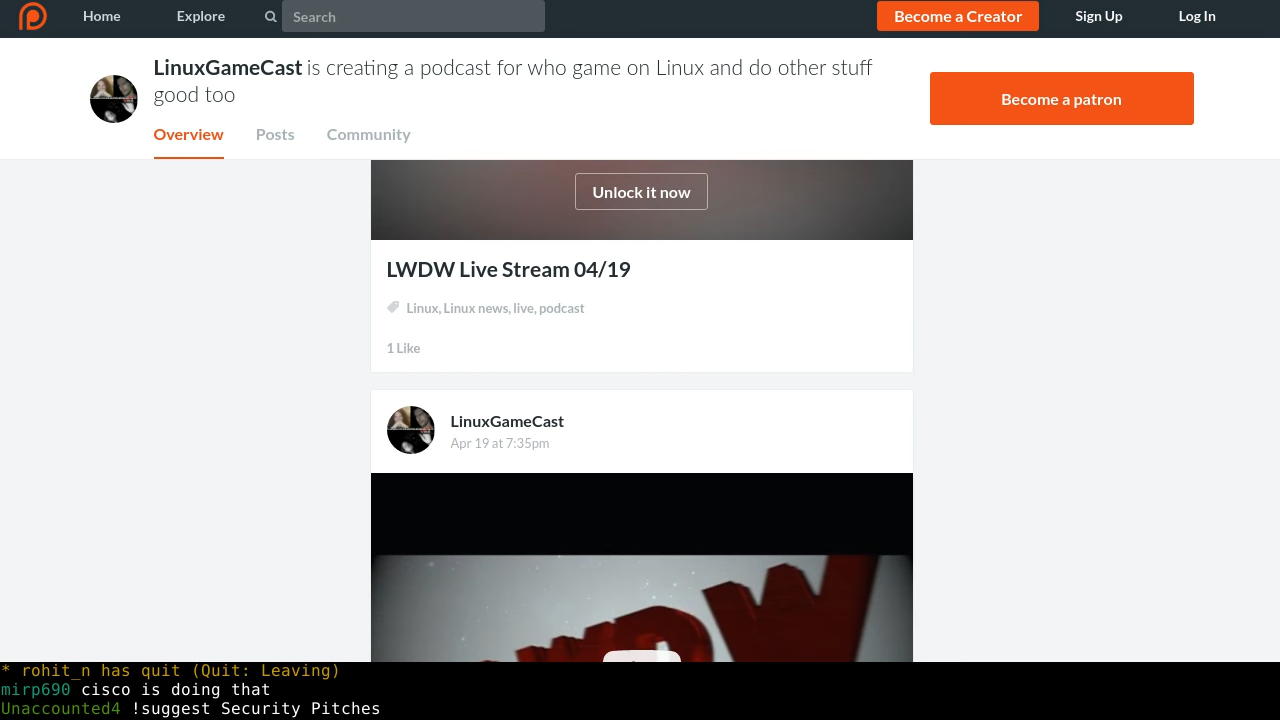 Home Explore Search Become a Creator Sign Up Log In
LinuxGameCast is creating a podcast for who game on Linux and do other stuff
good too
Become a patron
Overview Posts Community
Unlock it now
LWDW Live Stream 04/19
Linux, Linux news, live, podcast
1 Like
LinuxGameCast
Apr 19 at 7:35pm
* rohit_n has quit (Quit: Leaving)
mirp690 cisco is doing that
Unaccounted4 !suggest Security Pitches